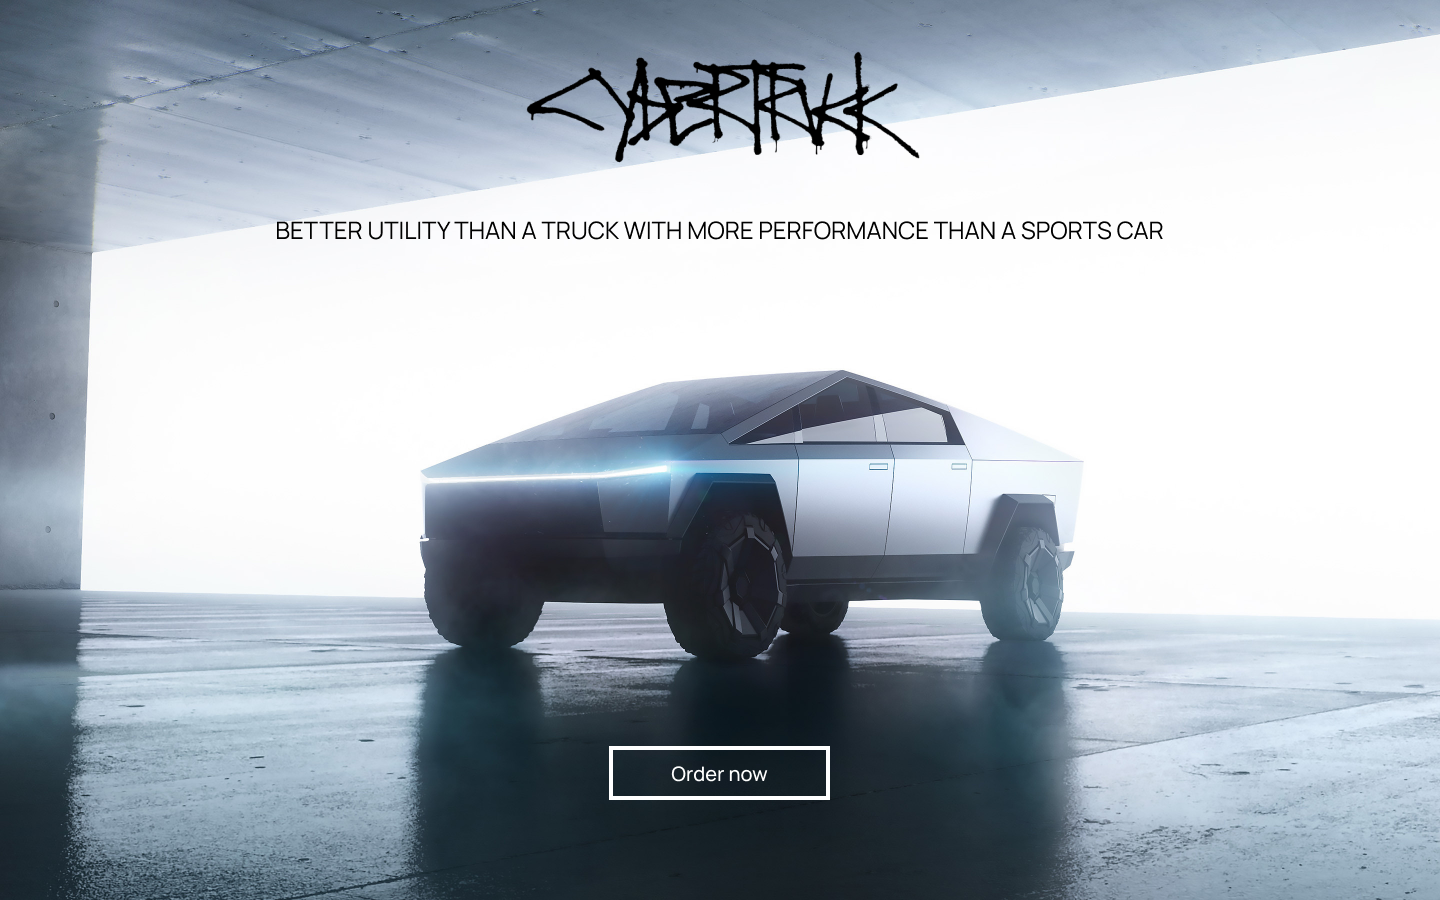 CYBERTRUCK
BETTER UTILITY THAN A TRUCK WITH MORE PERFORMANCE THAN A SPORTS CAR
Order now